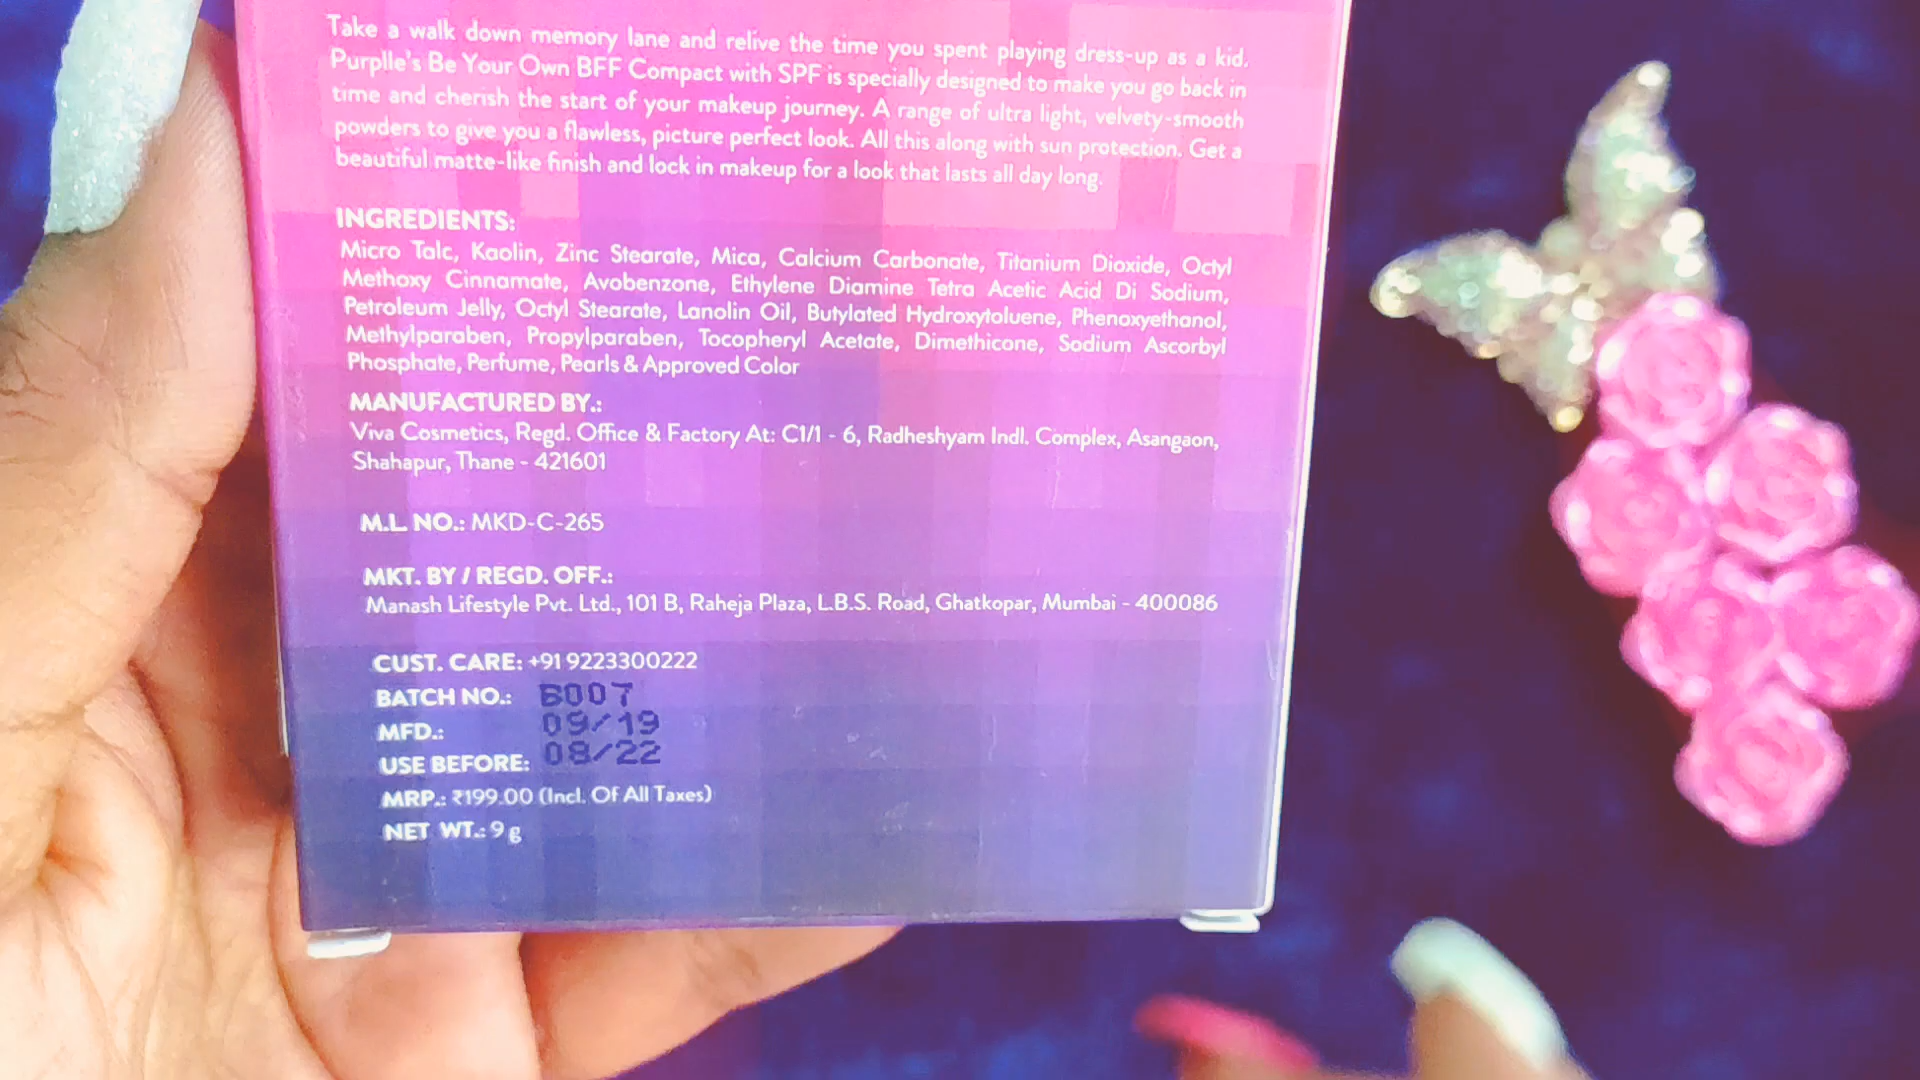 Take a walk down memory lane and relive the time you spent playing dress-up as a kid.
Purplle's Be Your Own BFF Compact with SPF is specially designed to make you go back in
time and cherish the start of your makeup journey. A range of ultra light, velvety-smooth
powders to give you a flawless, picture perfect look. All this along with sun protection. Get a
beautiful matte-like finish and lock in makeup for a look that lasts all day long.
INGREDIENTS:
Micro Talc, Kaolin, Zinc Stearate, Mica, Calcium Carbonate, Titanium Dioxide, Octyl
Methoxy Cinnamate, Avobenzone, Ethylene Diamine Tetra Acetic Acid Di Sodium,
Petroleum Jelly, Octyl Stearate, Lanolin Oil, Butylated Hydroxytoluene, Phenoxyethanol,
Methylparaben, Propylparaben, Tocopheryl Acetate, Dimethicone, Sodium Ascorbyl
Phosphate, Perfume, Pearls & Approved Color
MANUFACTURED BY.:
Viva Cosmetics, Regd. Office & Factory At: C1/1 - 6, Radheshyam Indl. Complex, Asangaon,
Shahapur, Thane - 421601
M.L. NO.: MKD-C-265
MKT. BY / REGD. OFF.:
Manash Lifestyle Pvt. Ltd., 101 B, Raheja Plaza, L.B.S. Road, Ghatkopar, Mumbai - 400086
CUST. CARE: +91 9223300222
BATCH NO.: B007
MFD.: 09/19
USE BEFORE: 08/22
MRP.: ₹199.00 (Incl. Of All Taxes)
NET WT.: 9 g